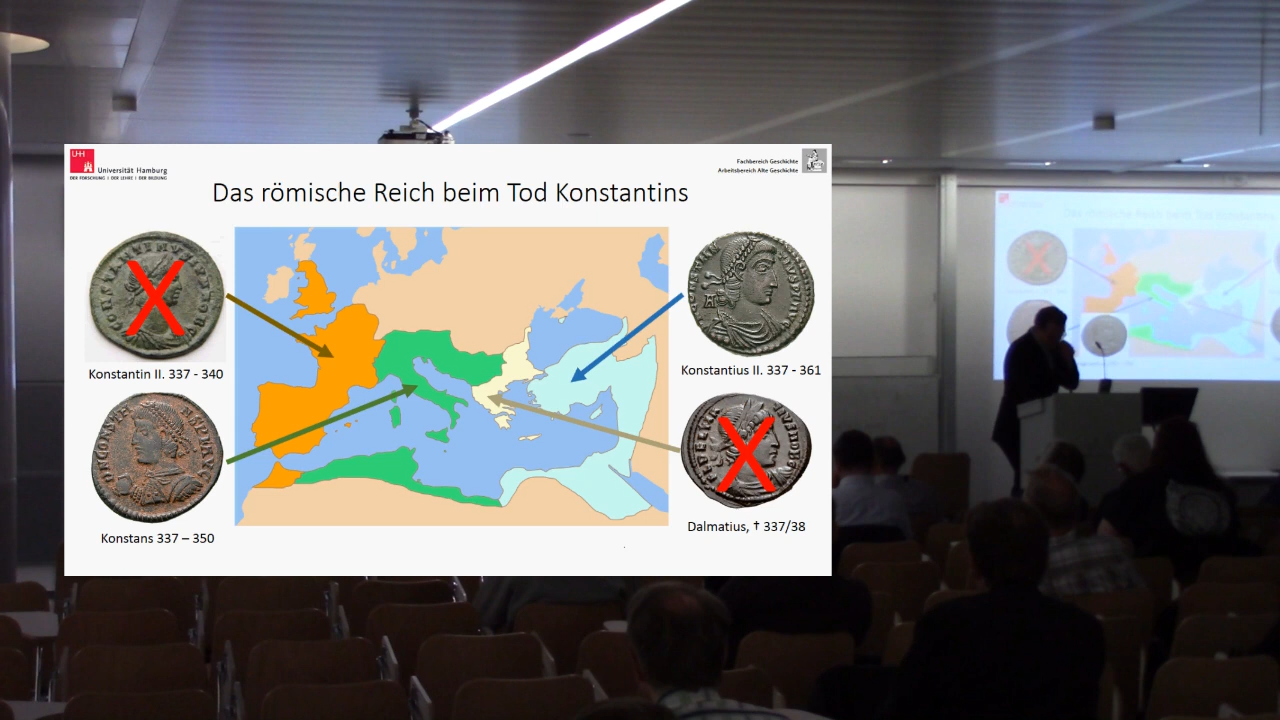 UHH
Universität Hamburg
DER FORSCHUNG | DER LEHRE | DER BILDUNG
Fachbereich Geschichte
Arbeitsbereich Alte Geschichte
Das römische Reich beim Tod Konstantins
Konstantin II. 337 - 340
Konstantius II. 337 - 361
Konstans 337 – 350
Dalmatius, † 337/38